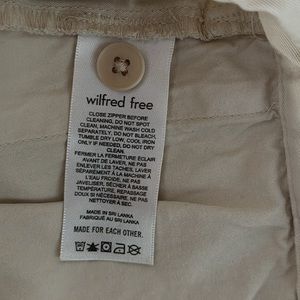 wilfred free
CLOSE ZIPPER BEFORE
CLEANING. DO NOT SPOT
CLEAN, MACHINE WASH COLD
SEPARATELY, DO NOT BLEACH,
TUMBLE DRY LOW, COOL IRON
ONLY IF NEEDED, DO NOT DRY
CLEAN.
FERMER LA FERMETURE ÉCLAIR
AVANT DE LAVER, NE PAS
ENLEVER LES TACHES, LAVER
SÉPARÉMENT À LA MACHINE À
L'EAU FROIDE, NE PAS
JAVELISER, SÉCHER À BASSE
TEMPÉRATURE, REPASSAGE
DOUX SI NÉCESSAIRE, NE PAS
NETTOYER À SEC.
MADE IN SRI LANKA
FABRIQUÉ AU SRI LANKA
MADE FOR EACH OTHER.